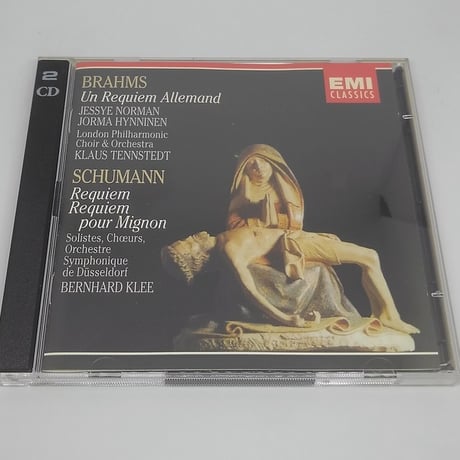 2
CD
BRAHMS
Un Requiem Allemand
JESSYE NORMAN
JORMA HYNNINEN
London Philharmonic
Choir & Orchestra
KLAUS TENNSTEDT
SCHUMANN
Requiem
Requiem
pour Mignon
Solistes, Chœurs,
Orchestre
Symphonique
de Düsseldorf
BERNHARD KLEE
EMI
CLASSICS